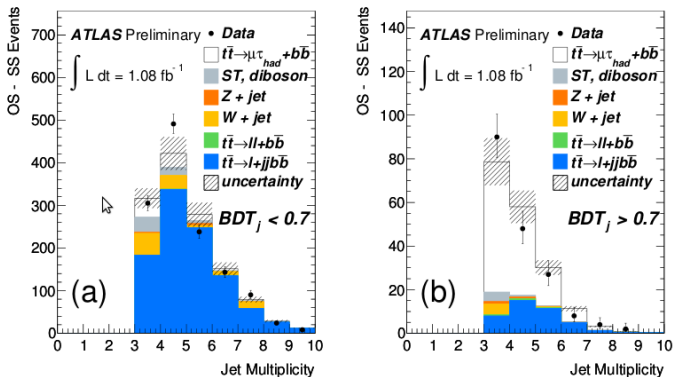 OS - SS Events
700
600
500
400
300
200
100
0
ATLAS Preliminary
∫ L dt = 1.08 fb⁻¹
Data
tt̄→μτhad+bb̄
ST, diboson
Z + jet
W + jet
tt̄→ll+bb̄
tt̄→l+jjbb̄
uncertainty
BDTj < 0.7
(a)
0 1 2 3 4 5 6 7 8 9 10
Jet Multiplicity
OS - SS Events
140
120
100
80
60
40
20
0
ATLAS Preliminary
∫ L dt = 1.08 fb⁻¹
Data
tt̄→μτhad+bb̄
ST, diboson
Z + jet
W + jet
tt̄→ll+bb̄
tt̄→l+jjbb̄
uncertainty
BDTj > 0.7
(b)
0 1 2 3 4 5 6 7 8 9 10
Jet Multiplicity